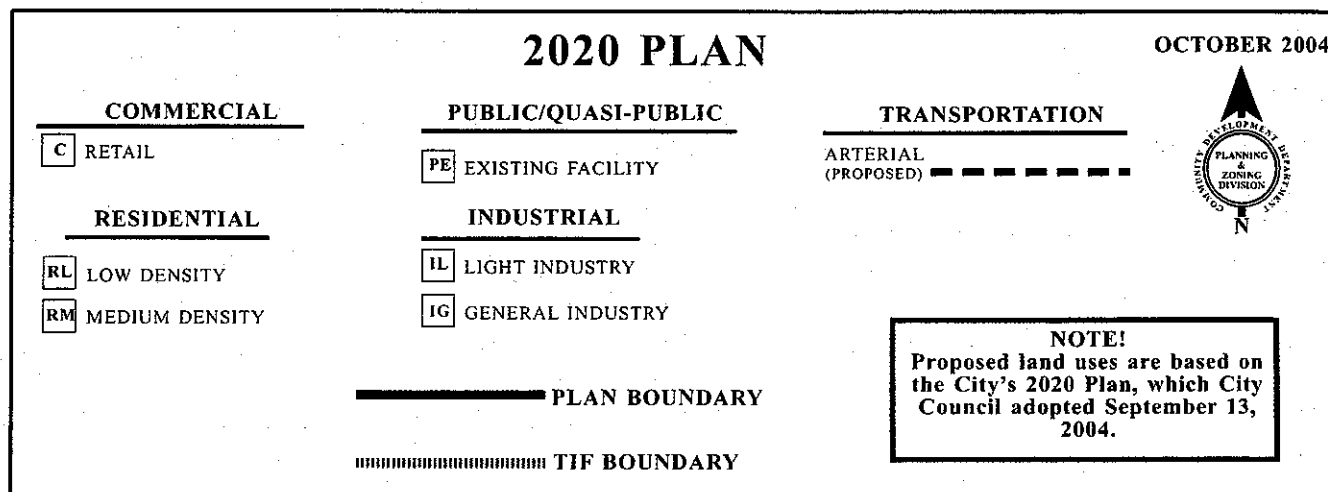 2020 PLAN
OCTOBER 2004
COMMERCIAL
C RETAIL
RESIDENTIAL
RL LOW DENSITY
RM MEDIUM DENSITY
PUBLIC/QUASI-PUBLIC
PE EXISTING FACILITY
INDUSTRIAL
IL LIGHT INDUSTRY
IG GENERAL INDUSTRY
TRANSPORTATION
ARTERIAL
(PROPOSED)
COMMUNITY DEVELOPMENT DEPARTMENT
PLANNING
&
ZONING
DIVISION
N
PLAN BOUNDARY
TIF BOUNDARY
NOTE!
Proposed land uses are based on
the City's 2020 Plan, which City
Council adopted September 13,
2004.